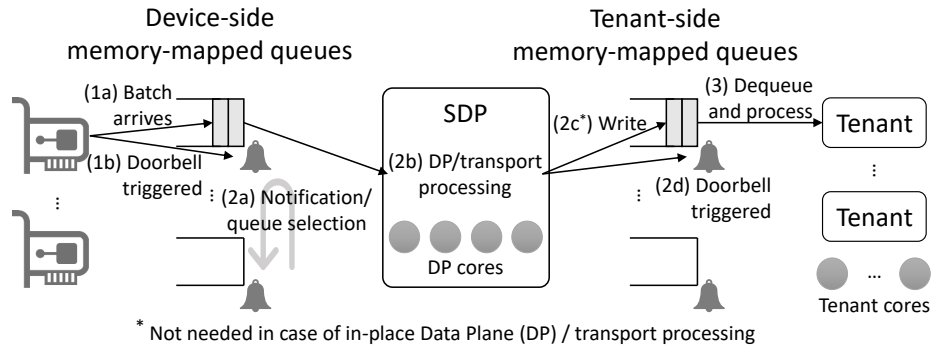 Device-side
memory-mapped queues
Tenant-side
memory-mapped queues
(1a) Batch
arrives
(1b) Doorbell
triggered
...
(2a) Notification/
queue selection
...
SDP
(2b) DP/transport
processing
DP cores
(2c*) Write
(2d) Doorbell
triggered
...
(3) Dequeue
and process
Tenant
...
Tenant
...
Tenant cores
* Not needed in case of in-place Data Plane (DP) / transport processing